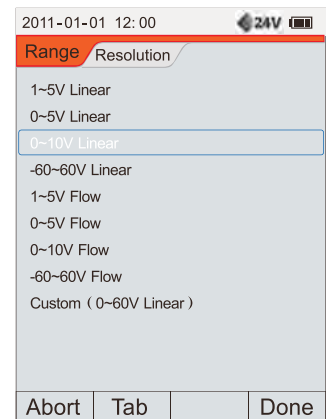 2011-01-01 12:00 24V
Range Resolution
1~5V Linear
0~5V Linear
0~10V Linear
-60~60V Linear
1~5V Flow
0~5V Flow
0~10V Flow
-60~60V Flow
Custom ( 0~60V Linear )
Abort Tab Done